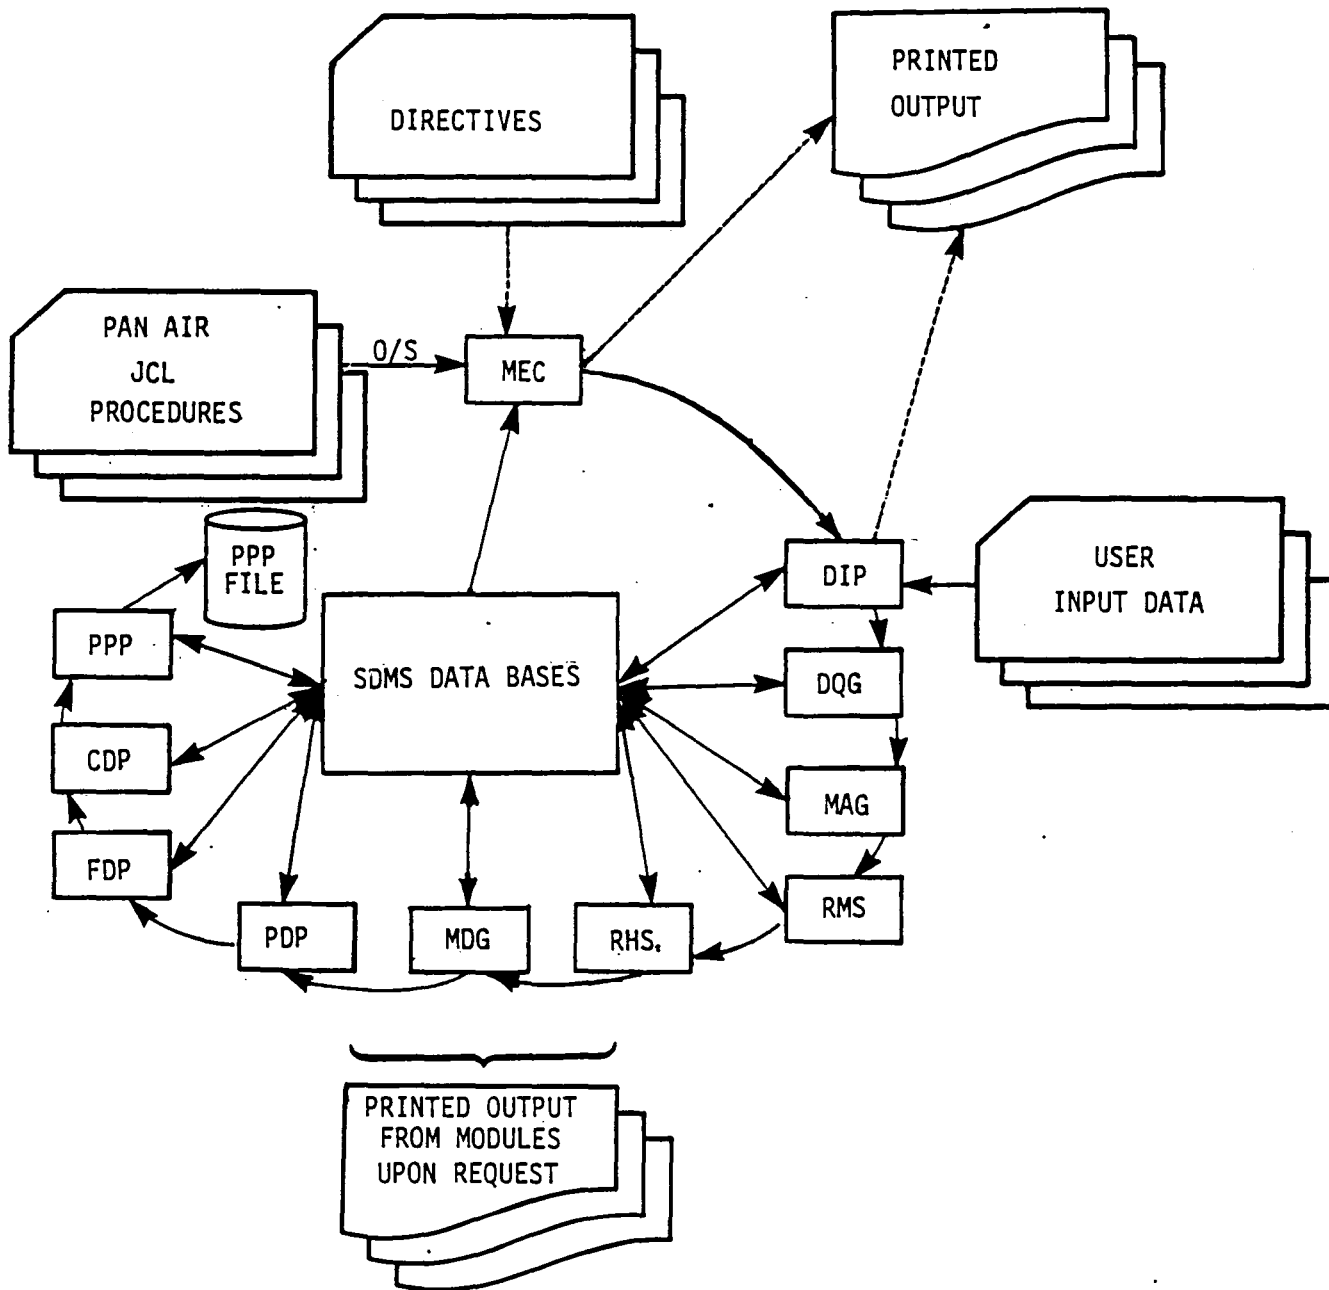 DIRECTIVES
PRINTED
OUTPUT
PAN AIR
JCL
PROCEDURES
O/S
MEC
PPP
FILE
DIP
USER
INPUT DATA
PPP
SDMS DATA BASES
DQG
CDP
MAG
FDP
RMS
PDP
MDG
RHS.
PRINTED OUTPUT
FROM MODULES
UPON REQUEST